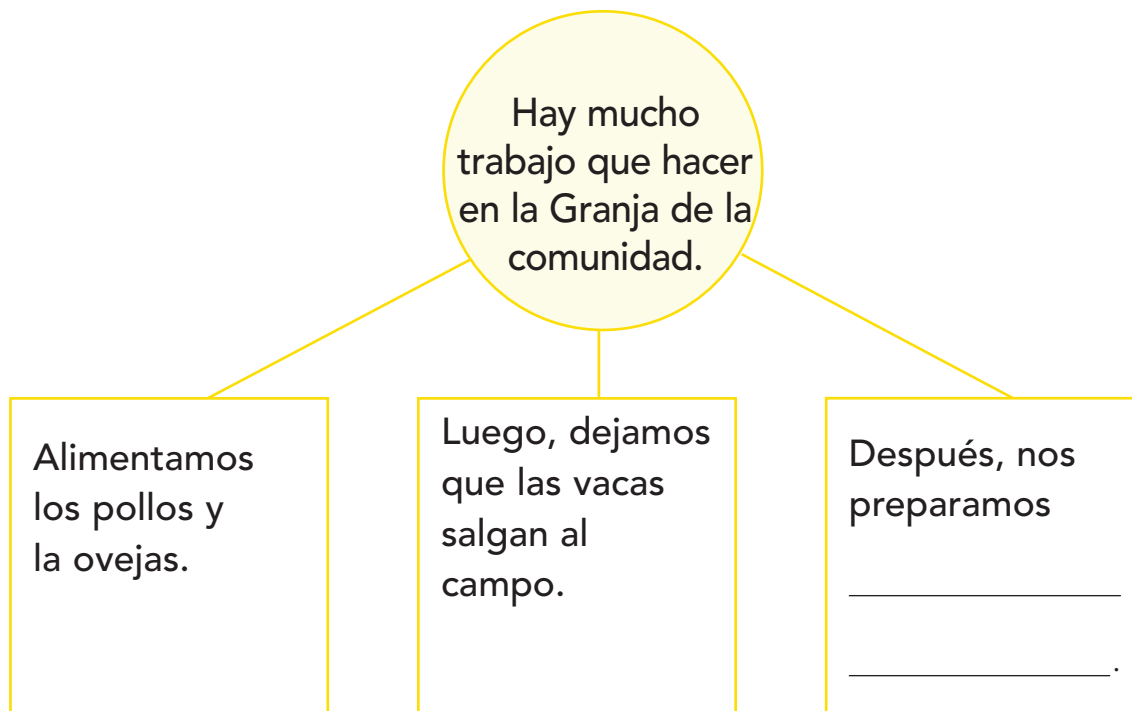 Hay mucho
trabajo que hacer
en la Granja de la
comunidad.
Alimentamos
los pollos y
la ovejas.
Luego, dejamos
que las vacas
salgan al
campo.
Después, nos
preparamos
.